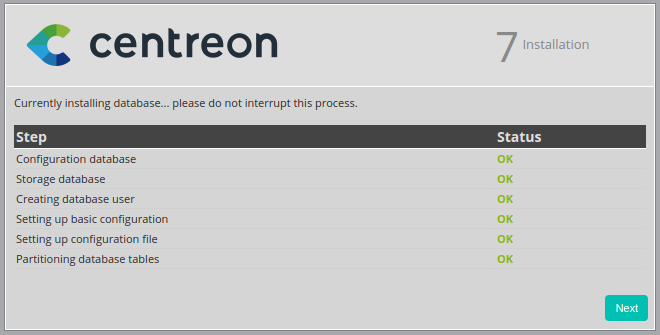 centreon
7 Installation
Currently installing database... please do not interrupt this process.
Step Status
Configuration database OK
Storage database OK
Creating database user OK
Setting up basic configuration OK
Setting up configuration file OK
Partitioning database tables OK
Next